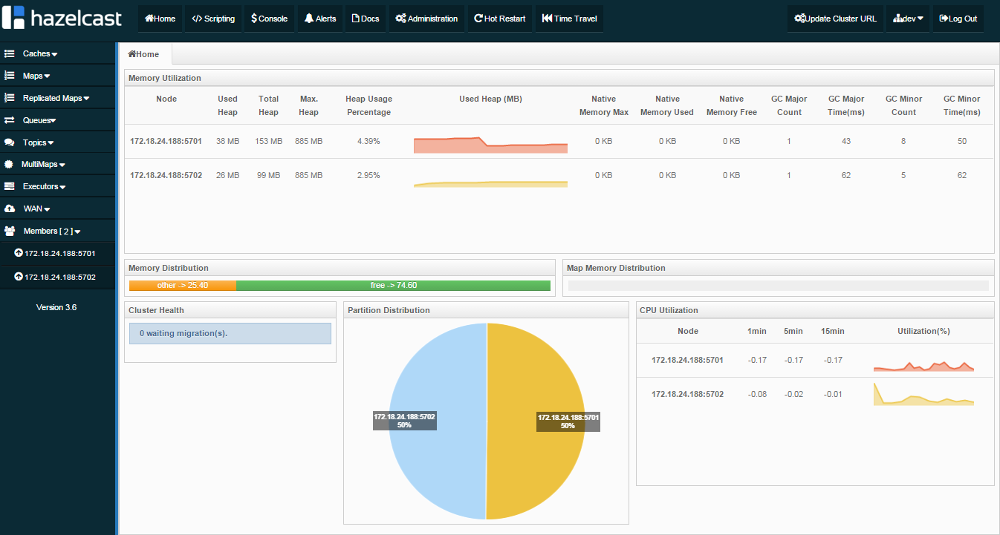 hazelcast
Home Scripting $ Console Alerts Docs Administration Hot Restart Time Travel Update Cluster URL dev Log Out
Caches
Maps
Replicated Maps
Queues
Topics
MultiMaps
Executors
WAN
Members [ 2 ]
172.18.24.188:5701
172.18.24.188:5702
Version 3.6
Home
Memory Utilization
Node Used Heap Total Heap Max. Heap Heap Usage Percentage Used Heap (MB) Native Memory Max Native Memory Used Native Memory Free GC Major Count GC Major Time(ms) GC Minor Count GC Minor Time(ms)
172.18.24.188:5701 38 MB 153 MB 885 MB 4.39% 0 KB 0 KB 0 KB 1 43 8 50
172.18.24.188:5702 26 MB 99 MB 885 MB 2.95% 0 KB 0 KB 0 KB 1 62 5 62
Memory Distribution
other -> 25.40 free -> 74.60
Map Memory Distribution
Cluster Health
0 waiting migration(s).
Partition Distribution
172.18.24.188:5702
50%
172.18.24.188:5701
50%
CPU Utilization
Node 1min 5min 15min Utilization(%)
172.18.24.188:5701 -0.17 -0.17 -0.17
172.18.24.188:5702 -0.08 -0.02 -0.01